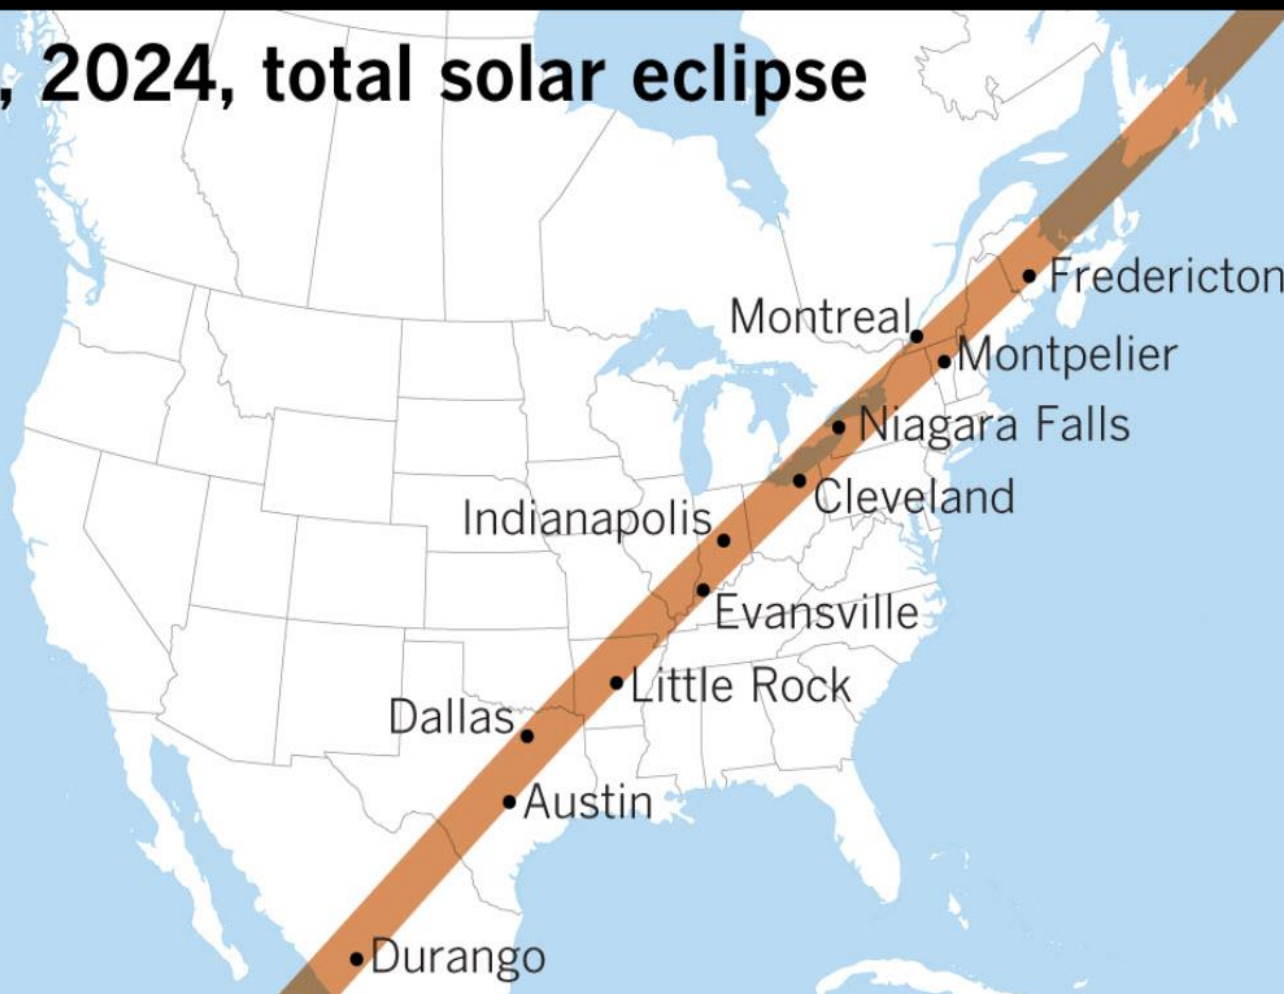 , 2024, total solar eclipse
Fredericton
Montreal
Montpelier
Niagara Falls
Cleveland
Indianapolis
Evansville
Little Rock
Dallas
Austin
Durango